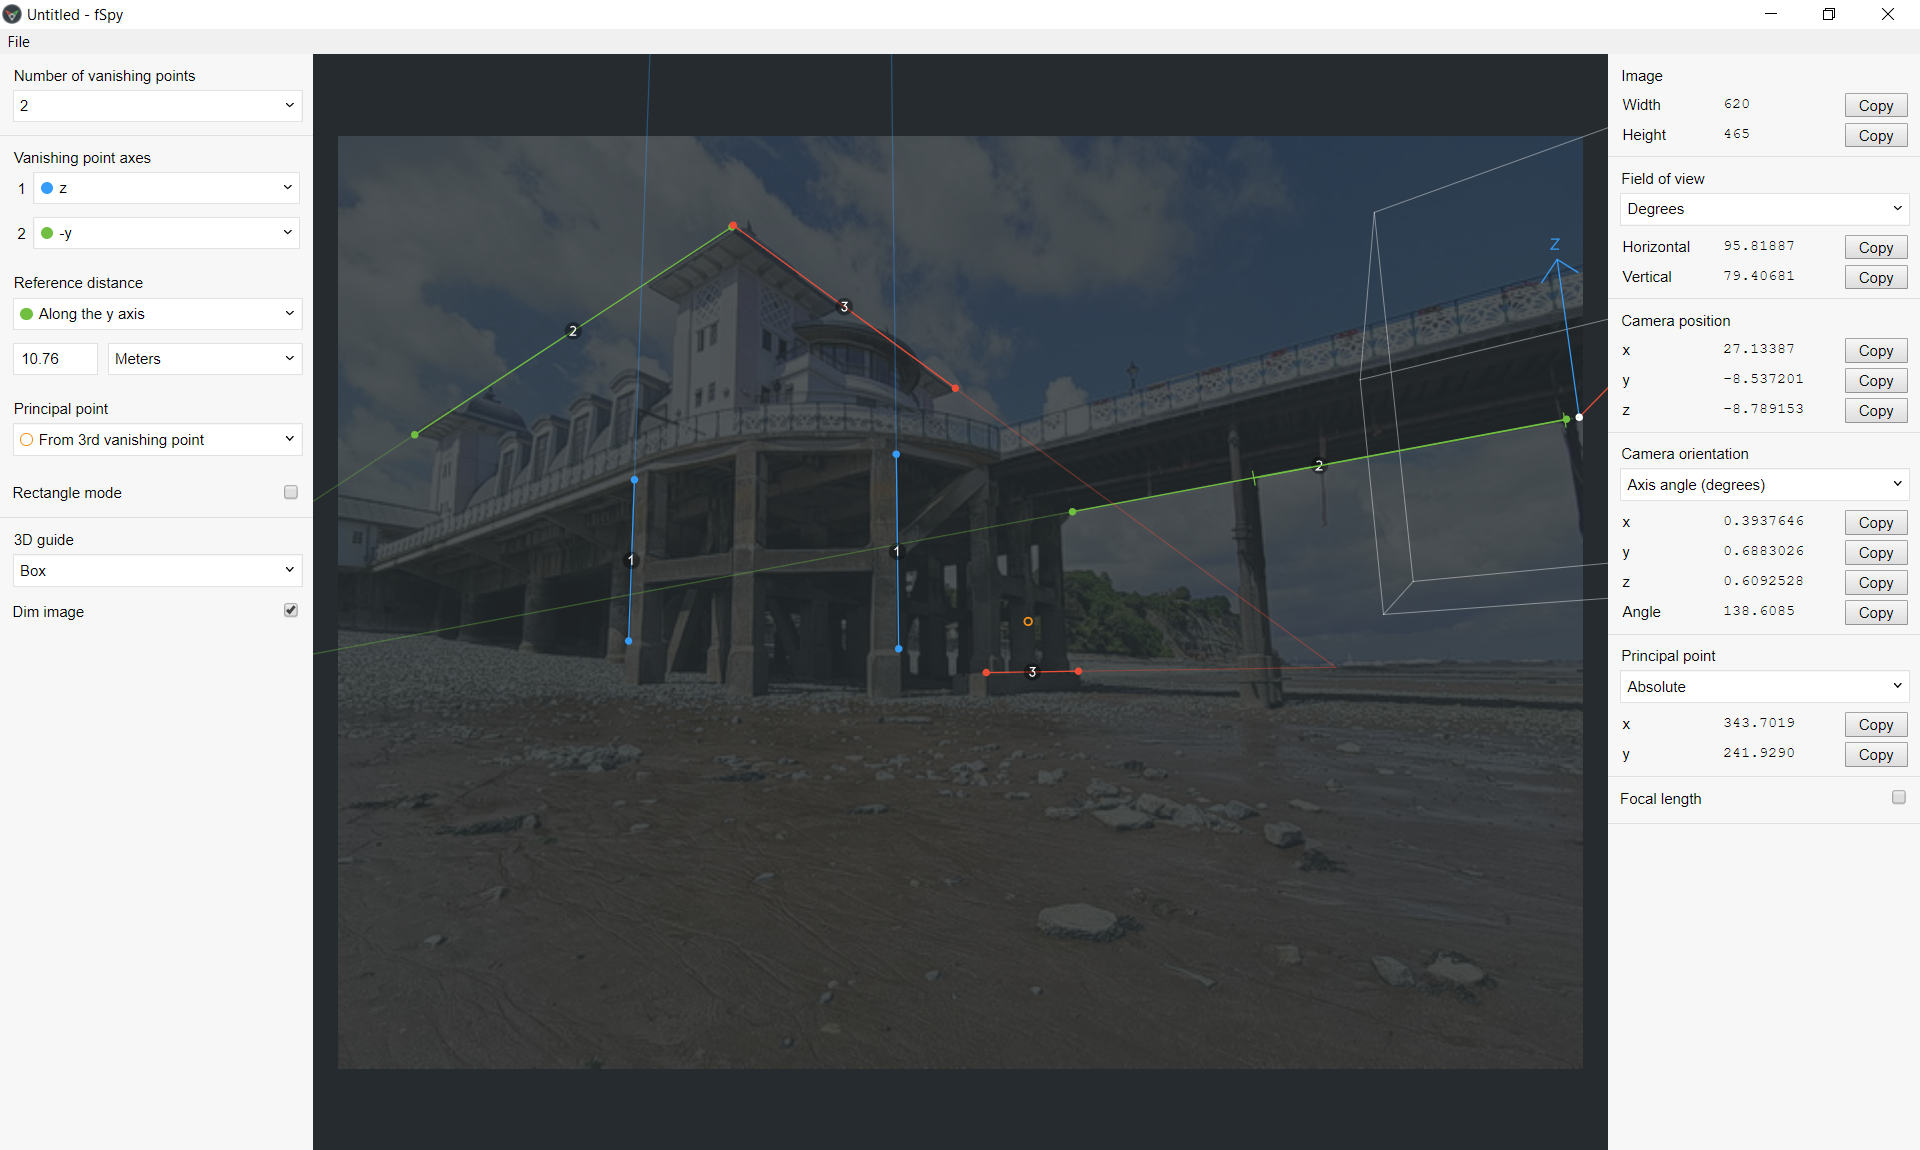 Untitled - fSpy
File
Number of vanishing points
2
Vanishing point axes
1 z
2 -y
Reference distance
Along the y axis
10.76 Meters
Principal point
From 3rd vanishing point
Rectangle mode
3D guide
Box
Dim image
Z
3
2
2
1
1
3
Image
Width 620 Copy
Height 465 Copy
Field of view
Degrees
Horizontal 95.81887 Copy
Vertical 79.40681 Copy
Camera position
x 27.13387 Copy
y -8.537201 Copy
z -8.789153 Copy
Camera orientation
Axis angle (degrees)
x 0.3937646 Copy
y 0.6883026 Copy
z 0.6092528 Copy
Angle 138.6085 Copy
Principal point
Absolute
x 343.7019 Copy
y 241.9290 Copy
Focal length